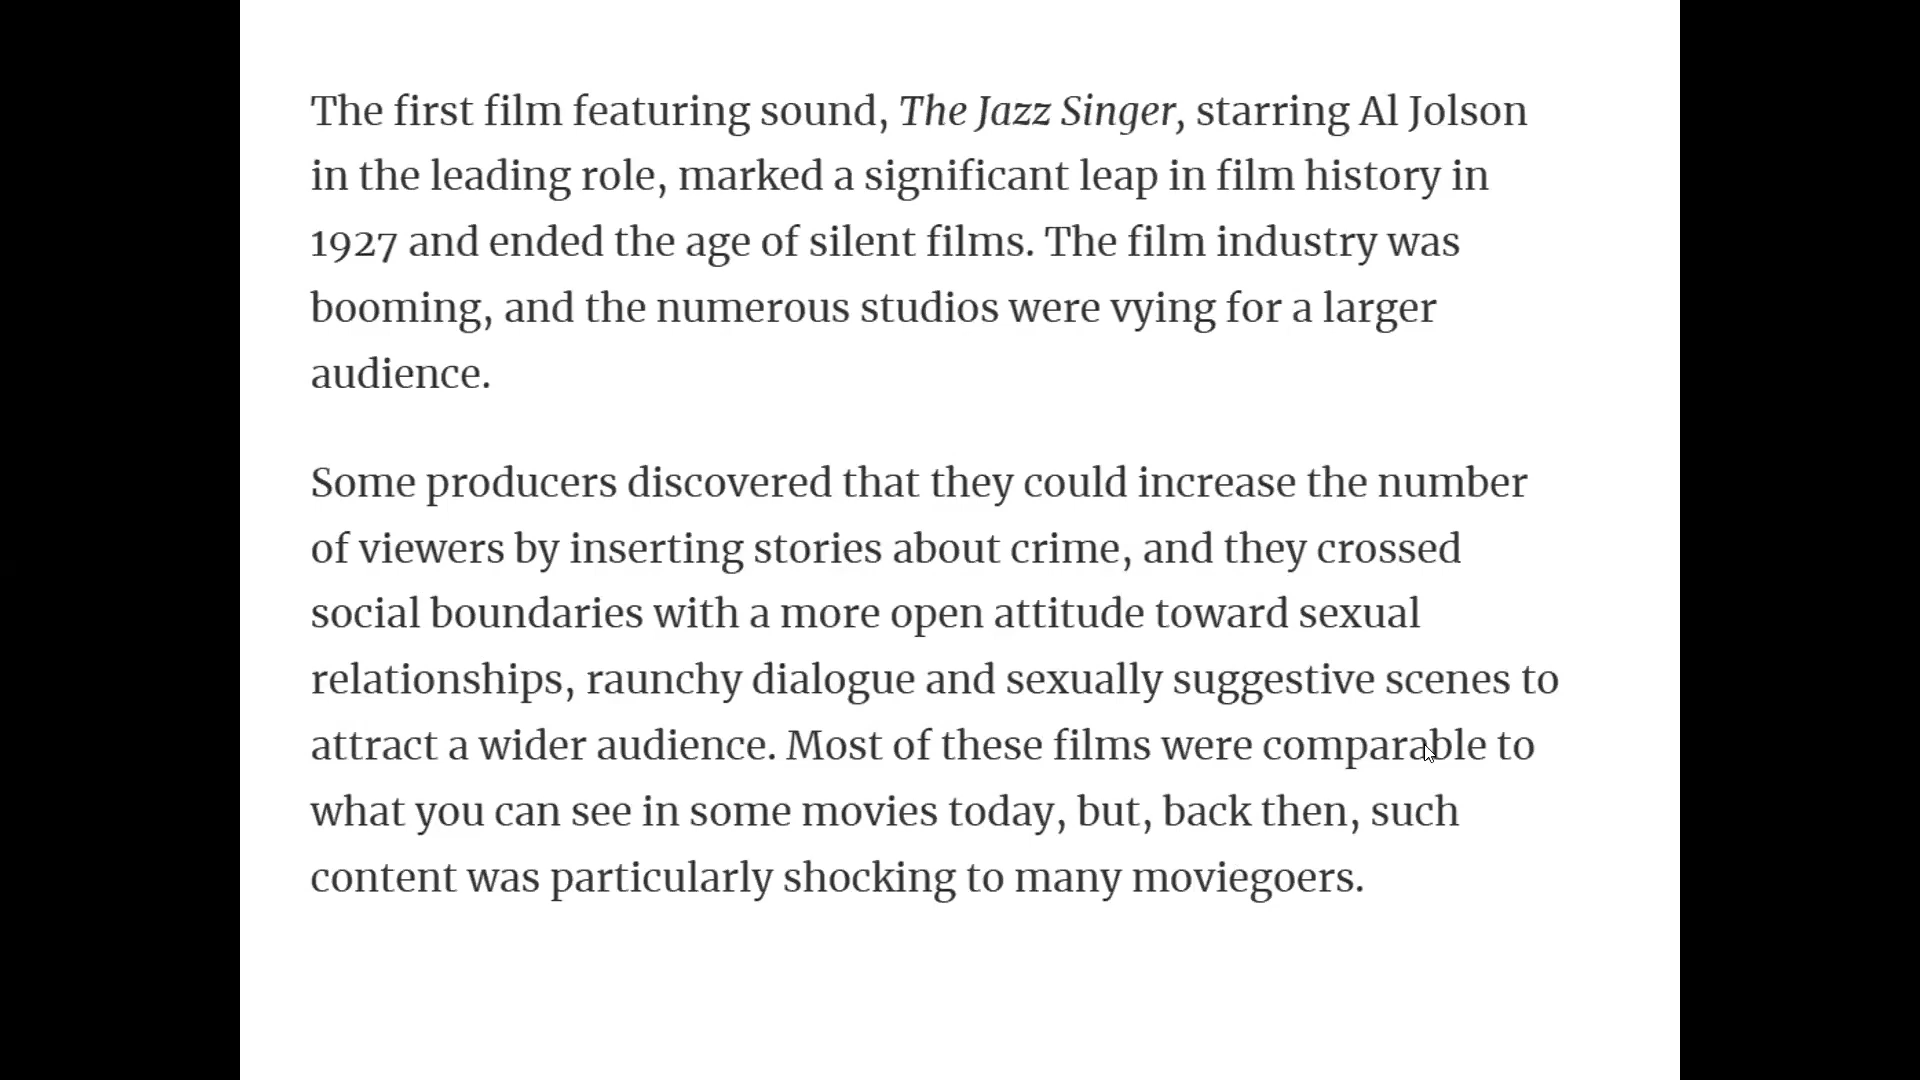 The first film featuring sound, The Jazz Singer, starring Al Jolson
in the leading role, marked a significant leap in film history in
1927 and ended the age of silent films. The film industry was
booming, and the numerous studios were vying for a larger
audience.
Some producers discovered that they could increase the number
of viewers by inserting stories about crime, and they crossed
social boundaries with a more open attitude toward sexual
relationships, raunchy dialogue and sexually suggestive scenes to
attract a wider audience. Most of these films were comparable to
what you can see in some movies today, but, back then, such
content was particularly shocking to many moviegoers.